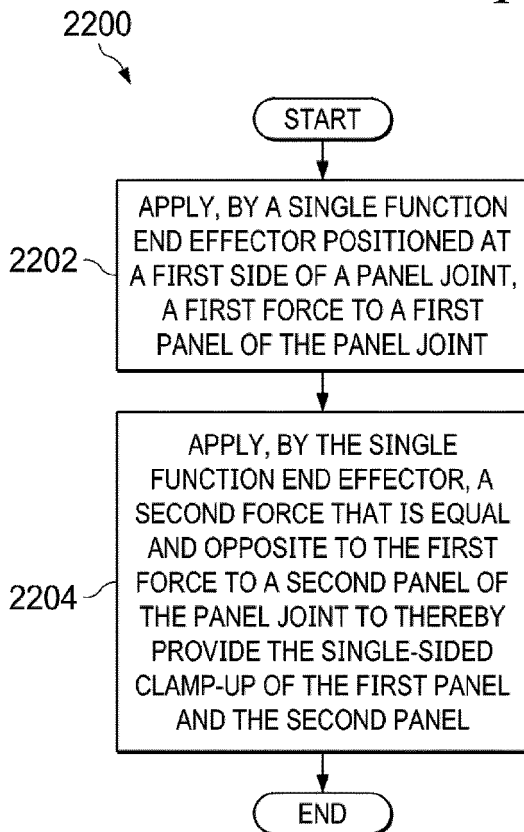 2200
START
2202
APPLY, BY A SINGLE FUNCTION
END EFFECTOR POSITIONED AT
A FIRST SIDE OF A PANEL JOINT,
A FIRST FORCE TO A FIRST
PANEL OF THE PANEL JOINT
2204
APPLY, BY THE SINGLE
FUNCTION END EFFECTOR, A
SECOND FORCE THAT IS EQUAL
AND OPPOSITE TO THE FIRST
FORCE TO A SECOND PANEL OF
THE PANEL JOINT TO THEREBY
PROVIDE THE SINGLE-SIDED
CLAMP-UP OF THE FIRST PANEL
AND THE SECOND PANEL
END